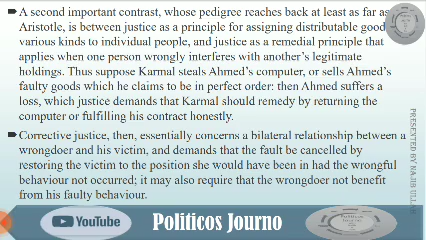 A second important contrast, whose pedigree reaches back at least as far as
Aristotle, is between justice as a principle for assigning distributable good
various kinds to individual people, and justice as a remedial principle that
applies when one person wrongly interferes with another's legitimate
holdings. Thus suppose Karmal steals Ahmed's computer, or sells Ahmed's
faulty goods which he claims to be in perfect order: then Ahmed suffers a
loss, which justice demands that Karmal should remedy by returning the
computer or fulfilling his contract honestly.
Corrective justice, then, essentially concerns a bilateral relationship between a
wrongdoer and his victim, and demands that the fault be cancelled by
restoring the victim to the position she would have been in had the wrongful
behaviour not occurred; it may also require that the wrongdoer not benefit
from his faulty behaviour.
PRESENTED BY NAJIB ULLAH
YouTube
Politicos Journo